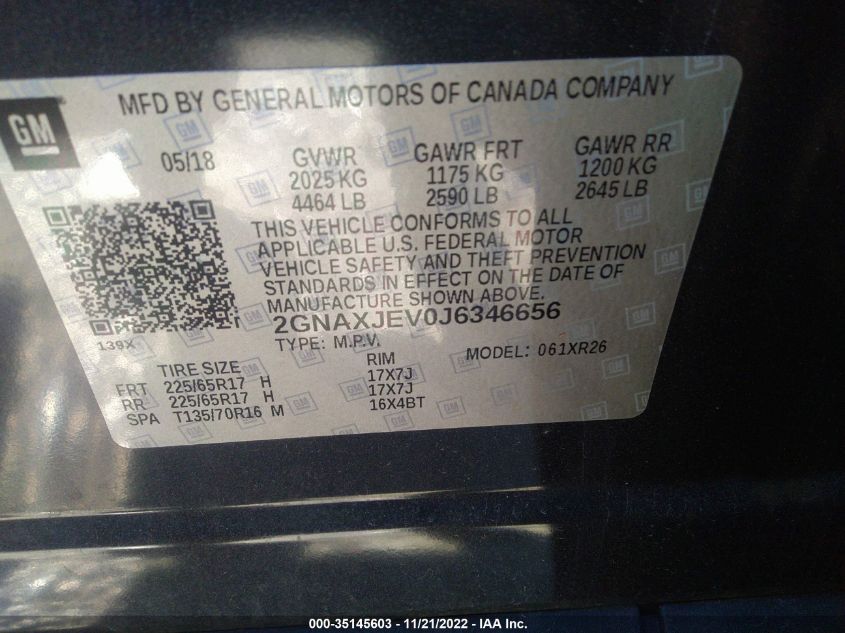 MFD BY GENERAL MOTORS OF CANADA COMPANY
GM
05/18 GVWR GAWR FRT GAWR RR
2025 KG 1175 KG 1200 KG
4464 LB 2590 LB 2645 LB
THIS VEHICLE CONFORMS TO ALL
APPLICABLE U.S. FEDERAL MOTOR
VEHICLE SAFETY AND THEFT PREVENTION
STANDARDS IN EFFECT ON THE DATE OF
MANUFACTURE SHOWN ABOVE.
2GNAXJEV0J6346656
139X
TYPE: M.P.V. MODEL: 061XR26
TIRE SIZE RIM
FRT 225/65R17 H 17X7J
RR 225/65R17 H 17X7J
SPA T135/70R16 M 16X4BT
000-35145603 - 11/21/2022 - IAA Inc.